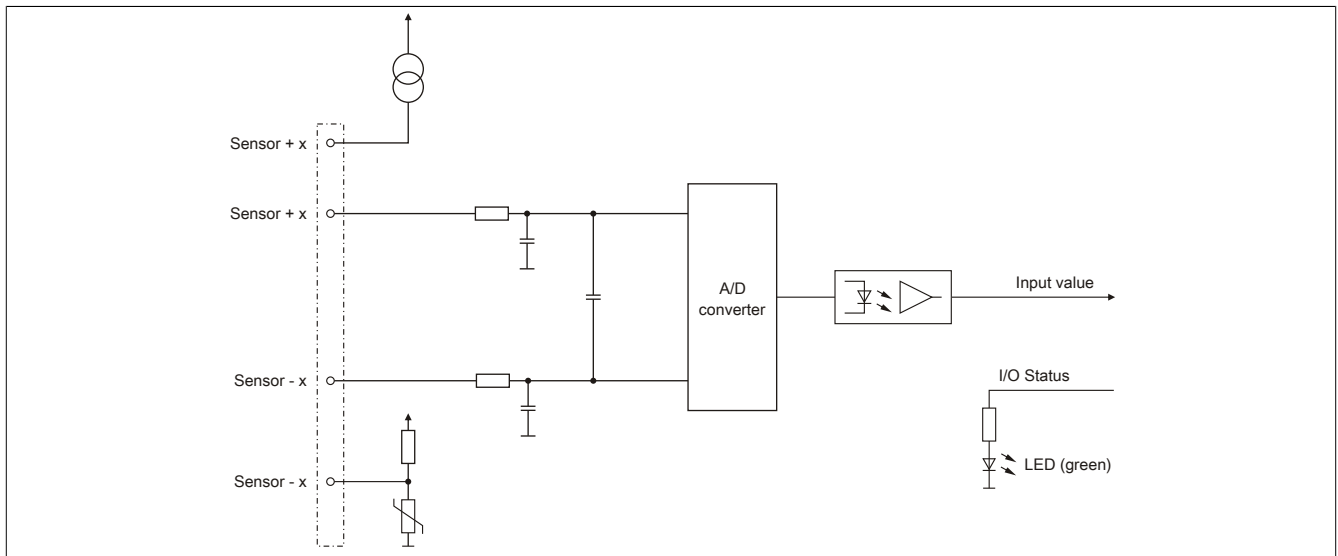 Sensor + x
Sensor + x
A/D
converter
Input value
Sensor - x
I/O Status
LED (green)
Sensor - x